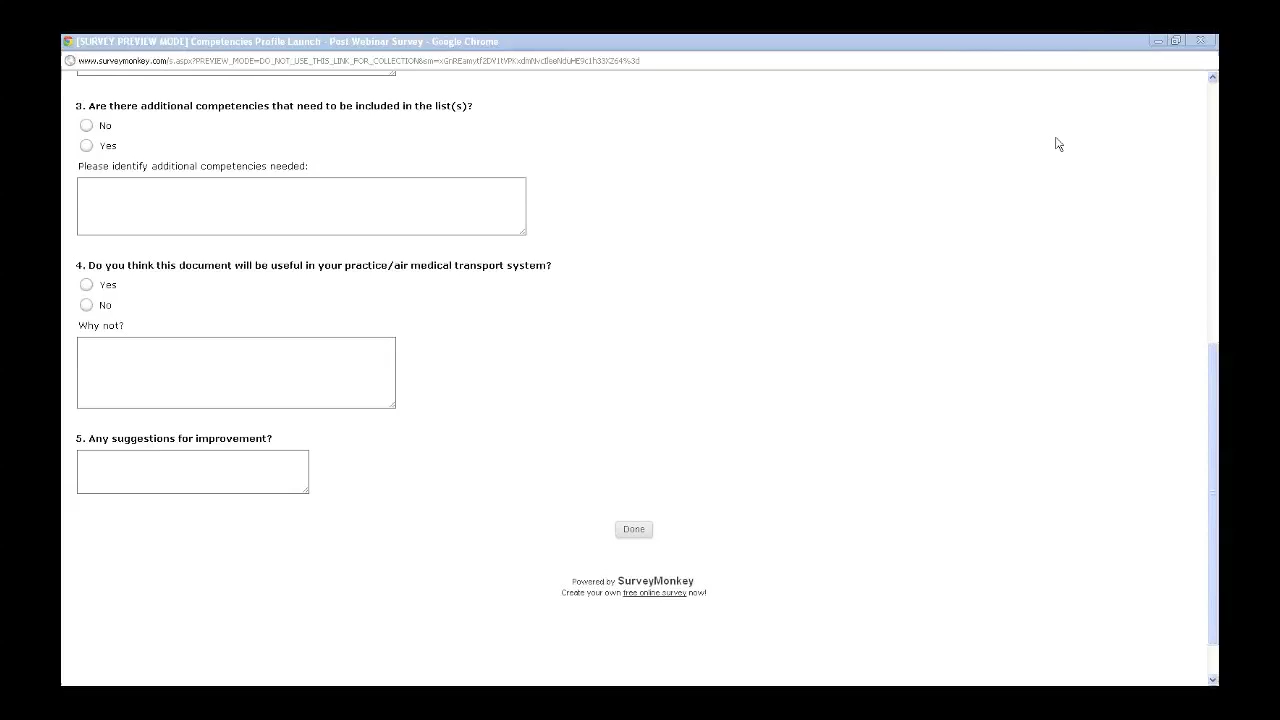 [SURVEY PREVIEW MODE] Competencies Profile Launch - Post Webinar Survey - Google Chrome
3. Are there additional competencies that need to be included in the list(s)?
No
Yes
Please identify additional competencies needed:
4. Do you think this document will be useful in your practice/air medical transport system?
Yes
No
Why not?
5. Any suggestions for improvement?
Done
Powered by SurveyMonkey
Create your own free online survey now!